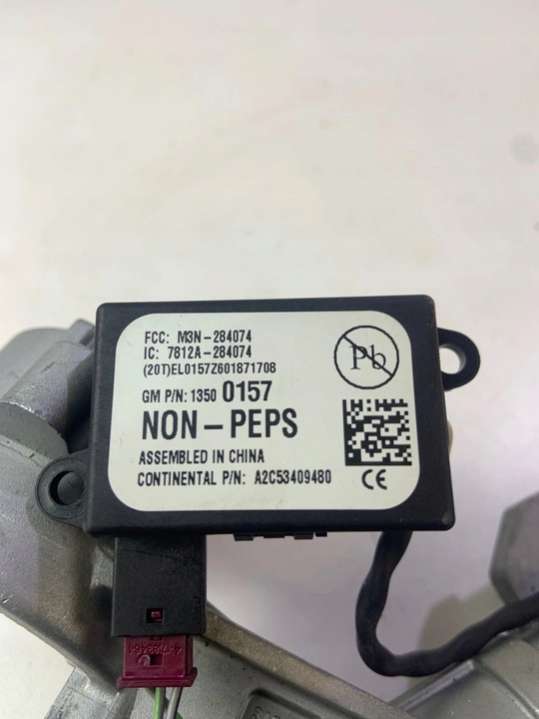 FCC: M3N-284074
IC: 7812A-284074
(20T)EL0157Z601871708
Pb
GM P/N: 1350 0157
NON-PEPS
ASSEMBLED IN CHINA
CONTINENTAL P/N: A2C53409480
CE